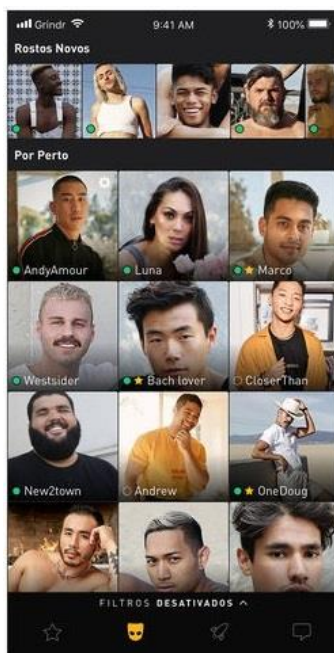 Grindr 9:41 AM 100%
Rostos Novos
Por Perto
AndyAmour Luna Marco
Westsider Bach lover CloserThan
New2town Andrew OneDoug
FILTROS DESATIVADOS